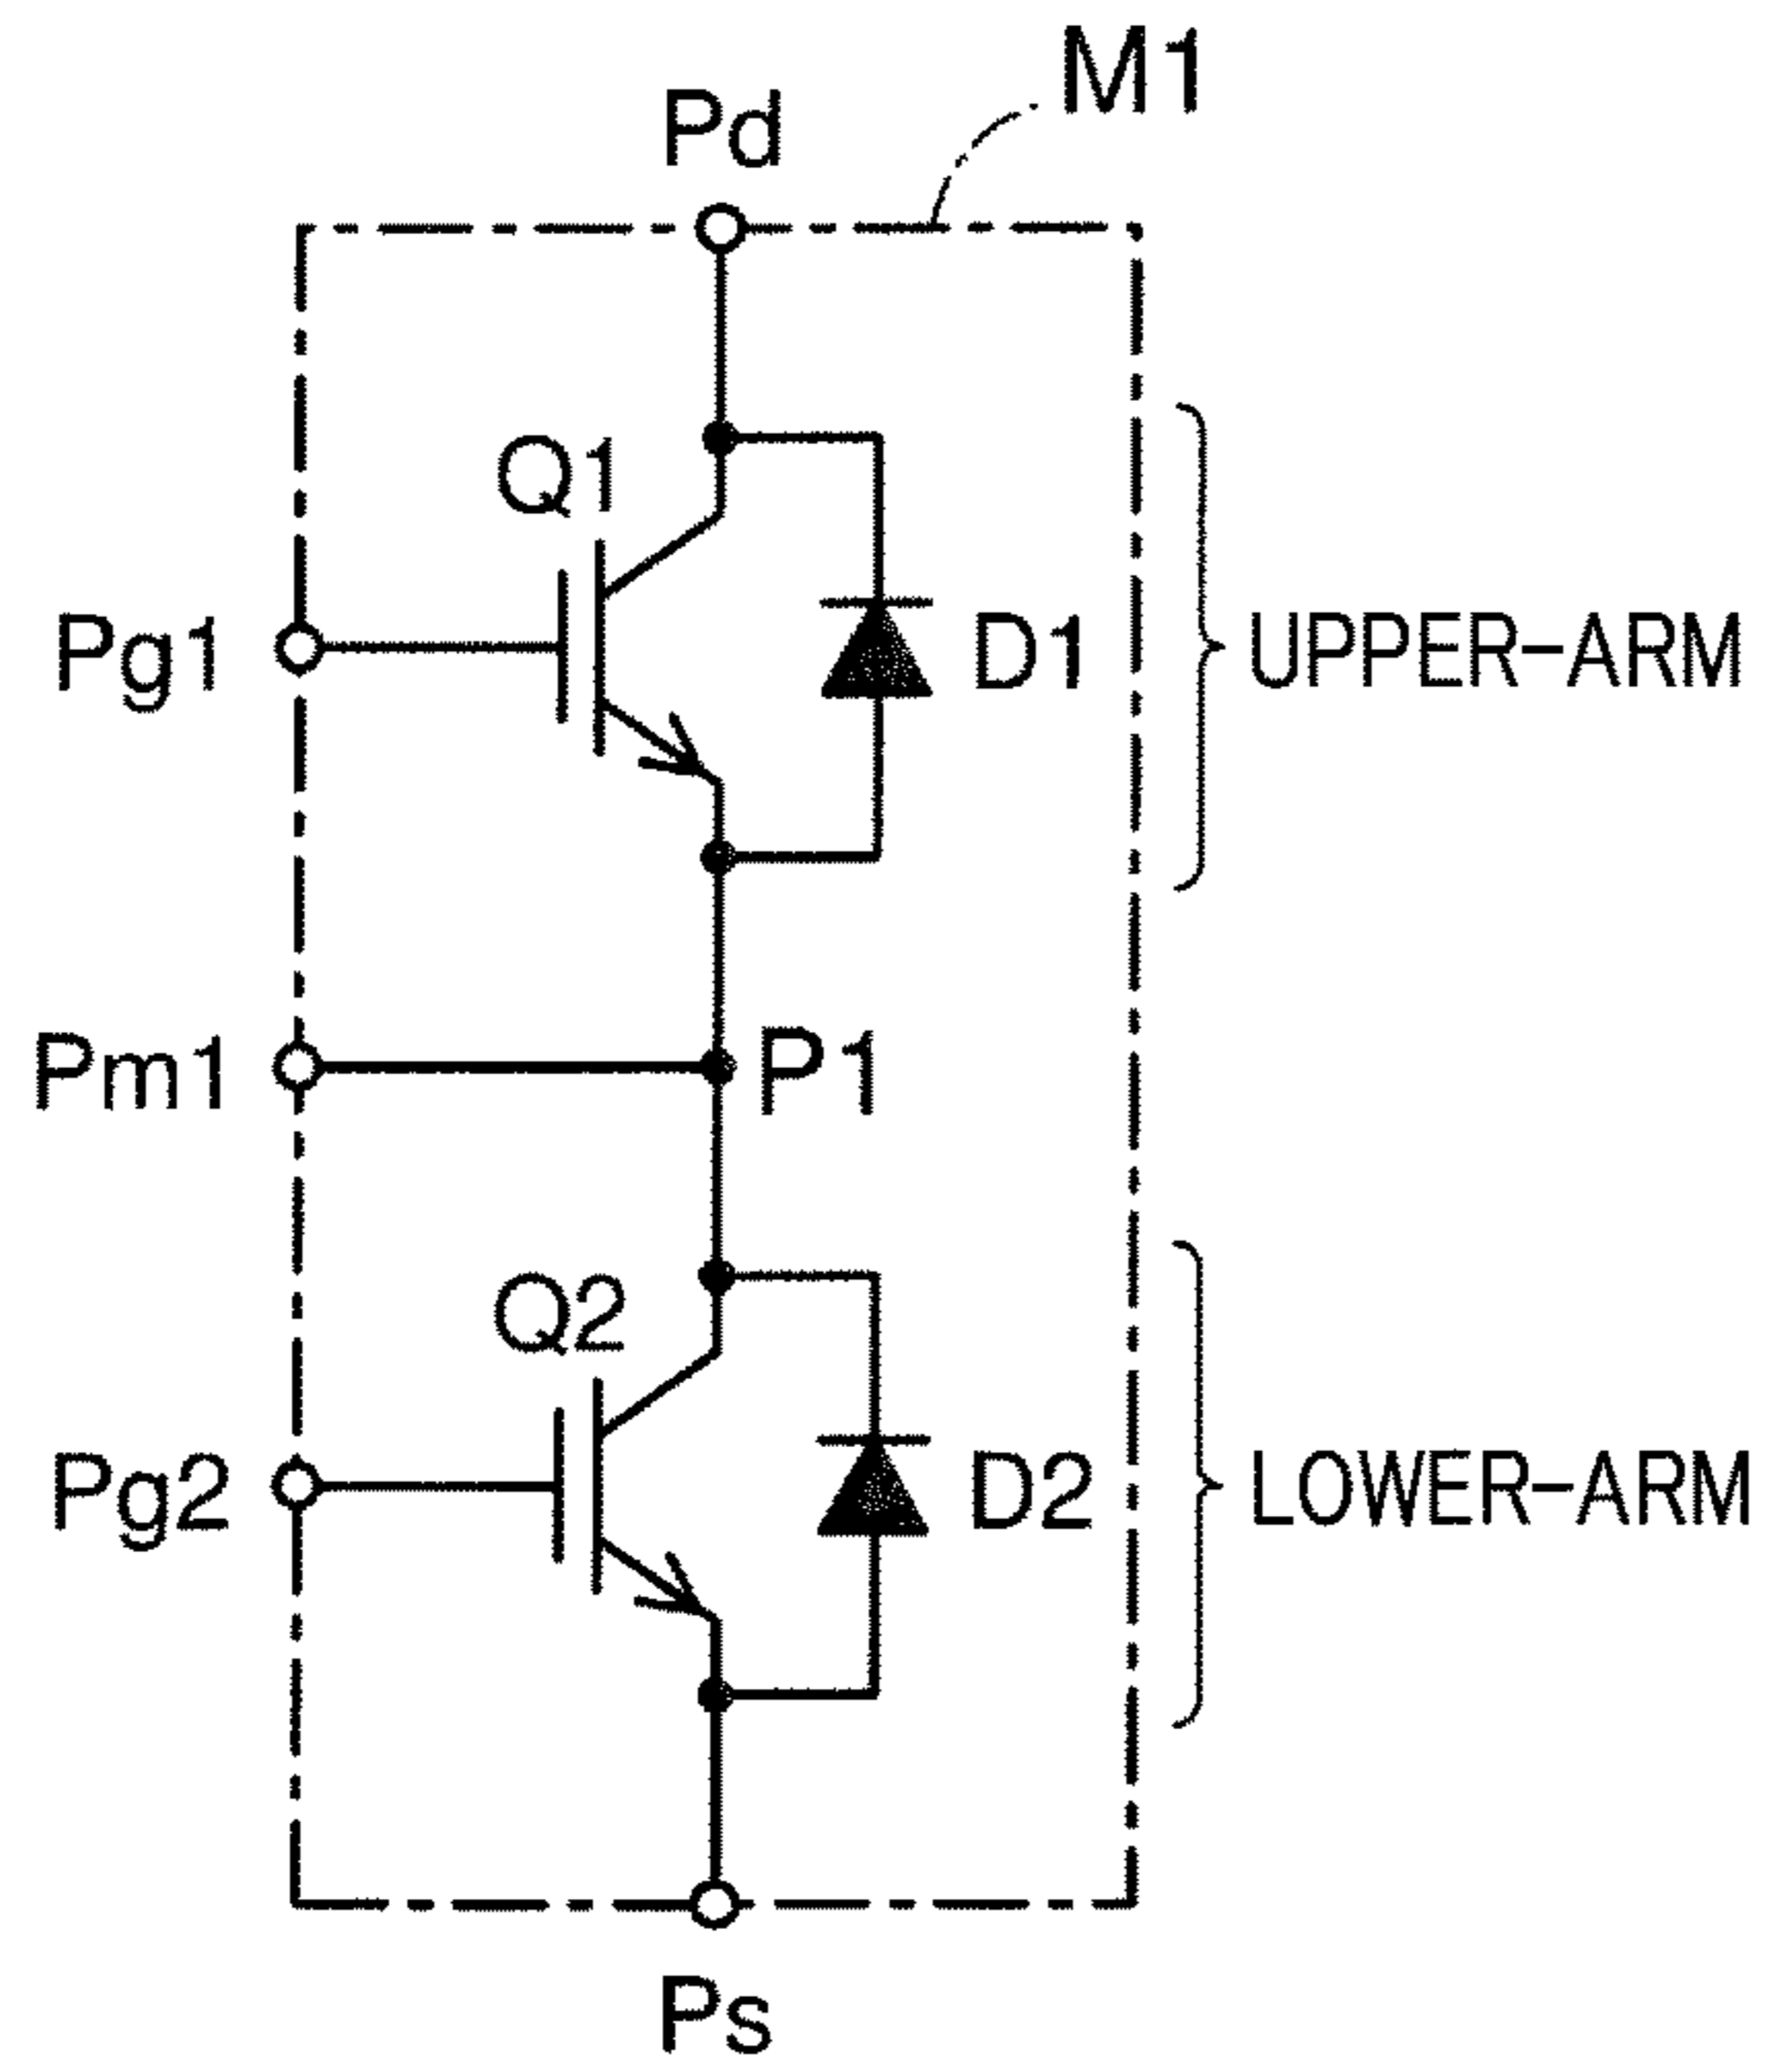 M1
Pd
Q1
Pg1
D1
UPPER-ARM
Pm1
P1
Q2
Pg2
D2
LOWER-ARM
Ps